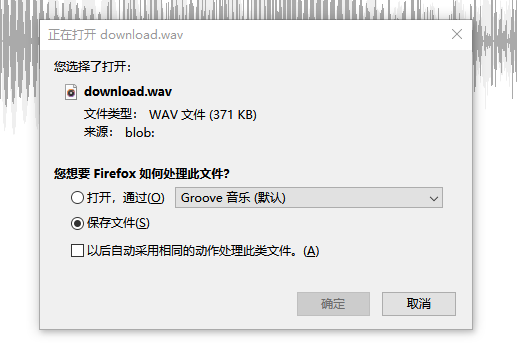 正在打开 download.wav
您选择了打开:
download.wav
文件类型: WAV 文件 (371 KB)
来源: blob:
您想要 Firefox 如何处理此文件?
打开，通过(O) Groove 音乐 (默认)
保存文件(S)
以后自动采用相同的动作处理此类文件。(A)
确定 取消